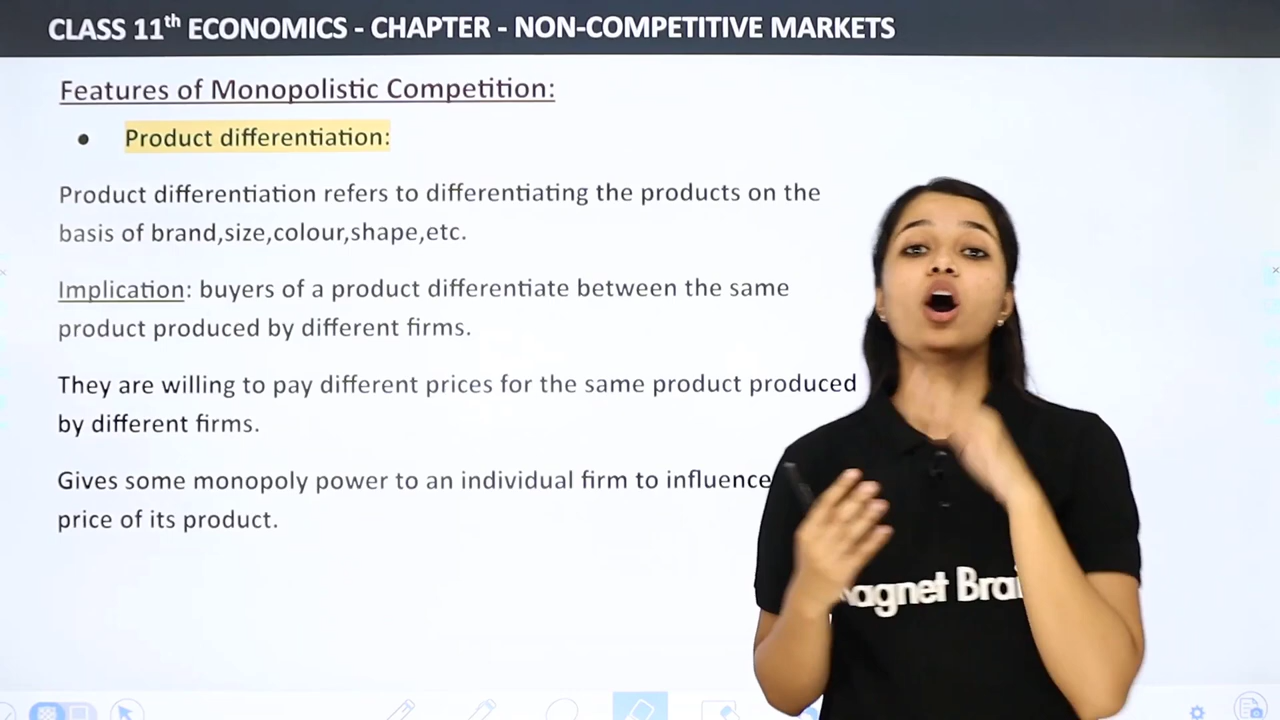 CLASS 11th ECONOMICS - CHAPTER - NON-COMPETITIVE MARKETS
Features of Monopolistic Competition:
● Product differentiation:
Product differentiation refers to differentiating the products on the
basis of brand,size,colour,shape,etc.
Implication: buyers of a product differentiate between the same
product produced by different firms.
They are willing to pay different prices for the same product produced
by different firms.
Gives some monopoly power to an individual firm to influence
price of its product.
agnet Brai